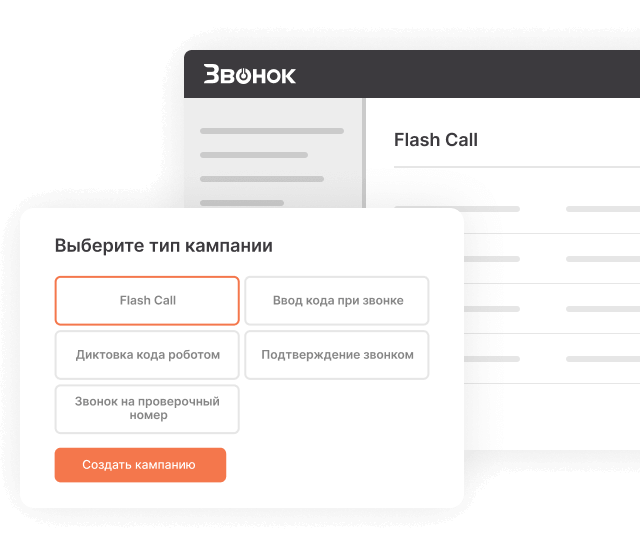 Звонок
Flash Call
Выберите тип кампании
Flash Call
Ввод кода при звонке
Диктовка кода роботом
Подтверждение звонком
Звонок на проверочный
номер
Создать кампанию